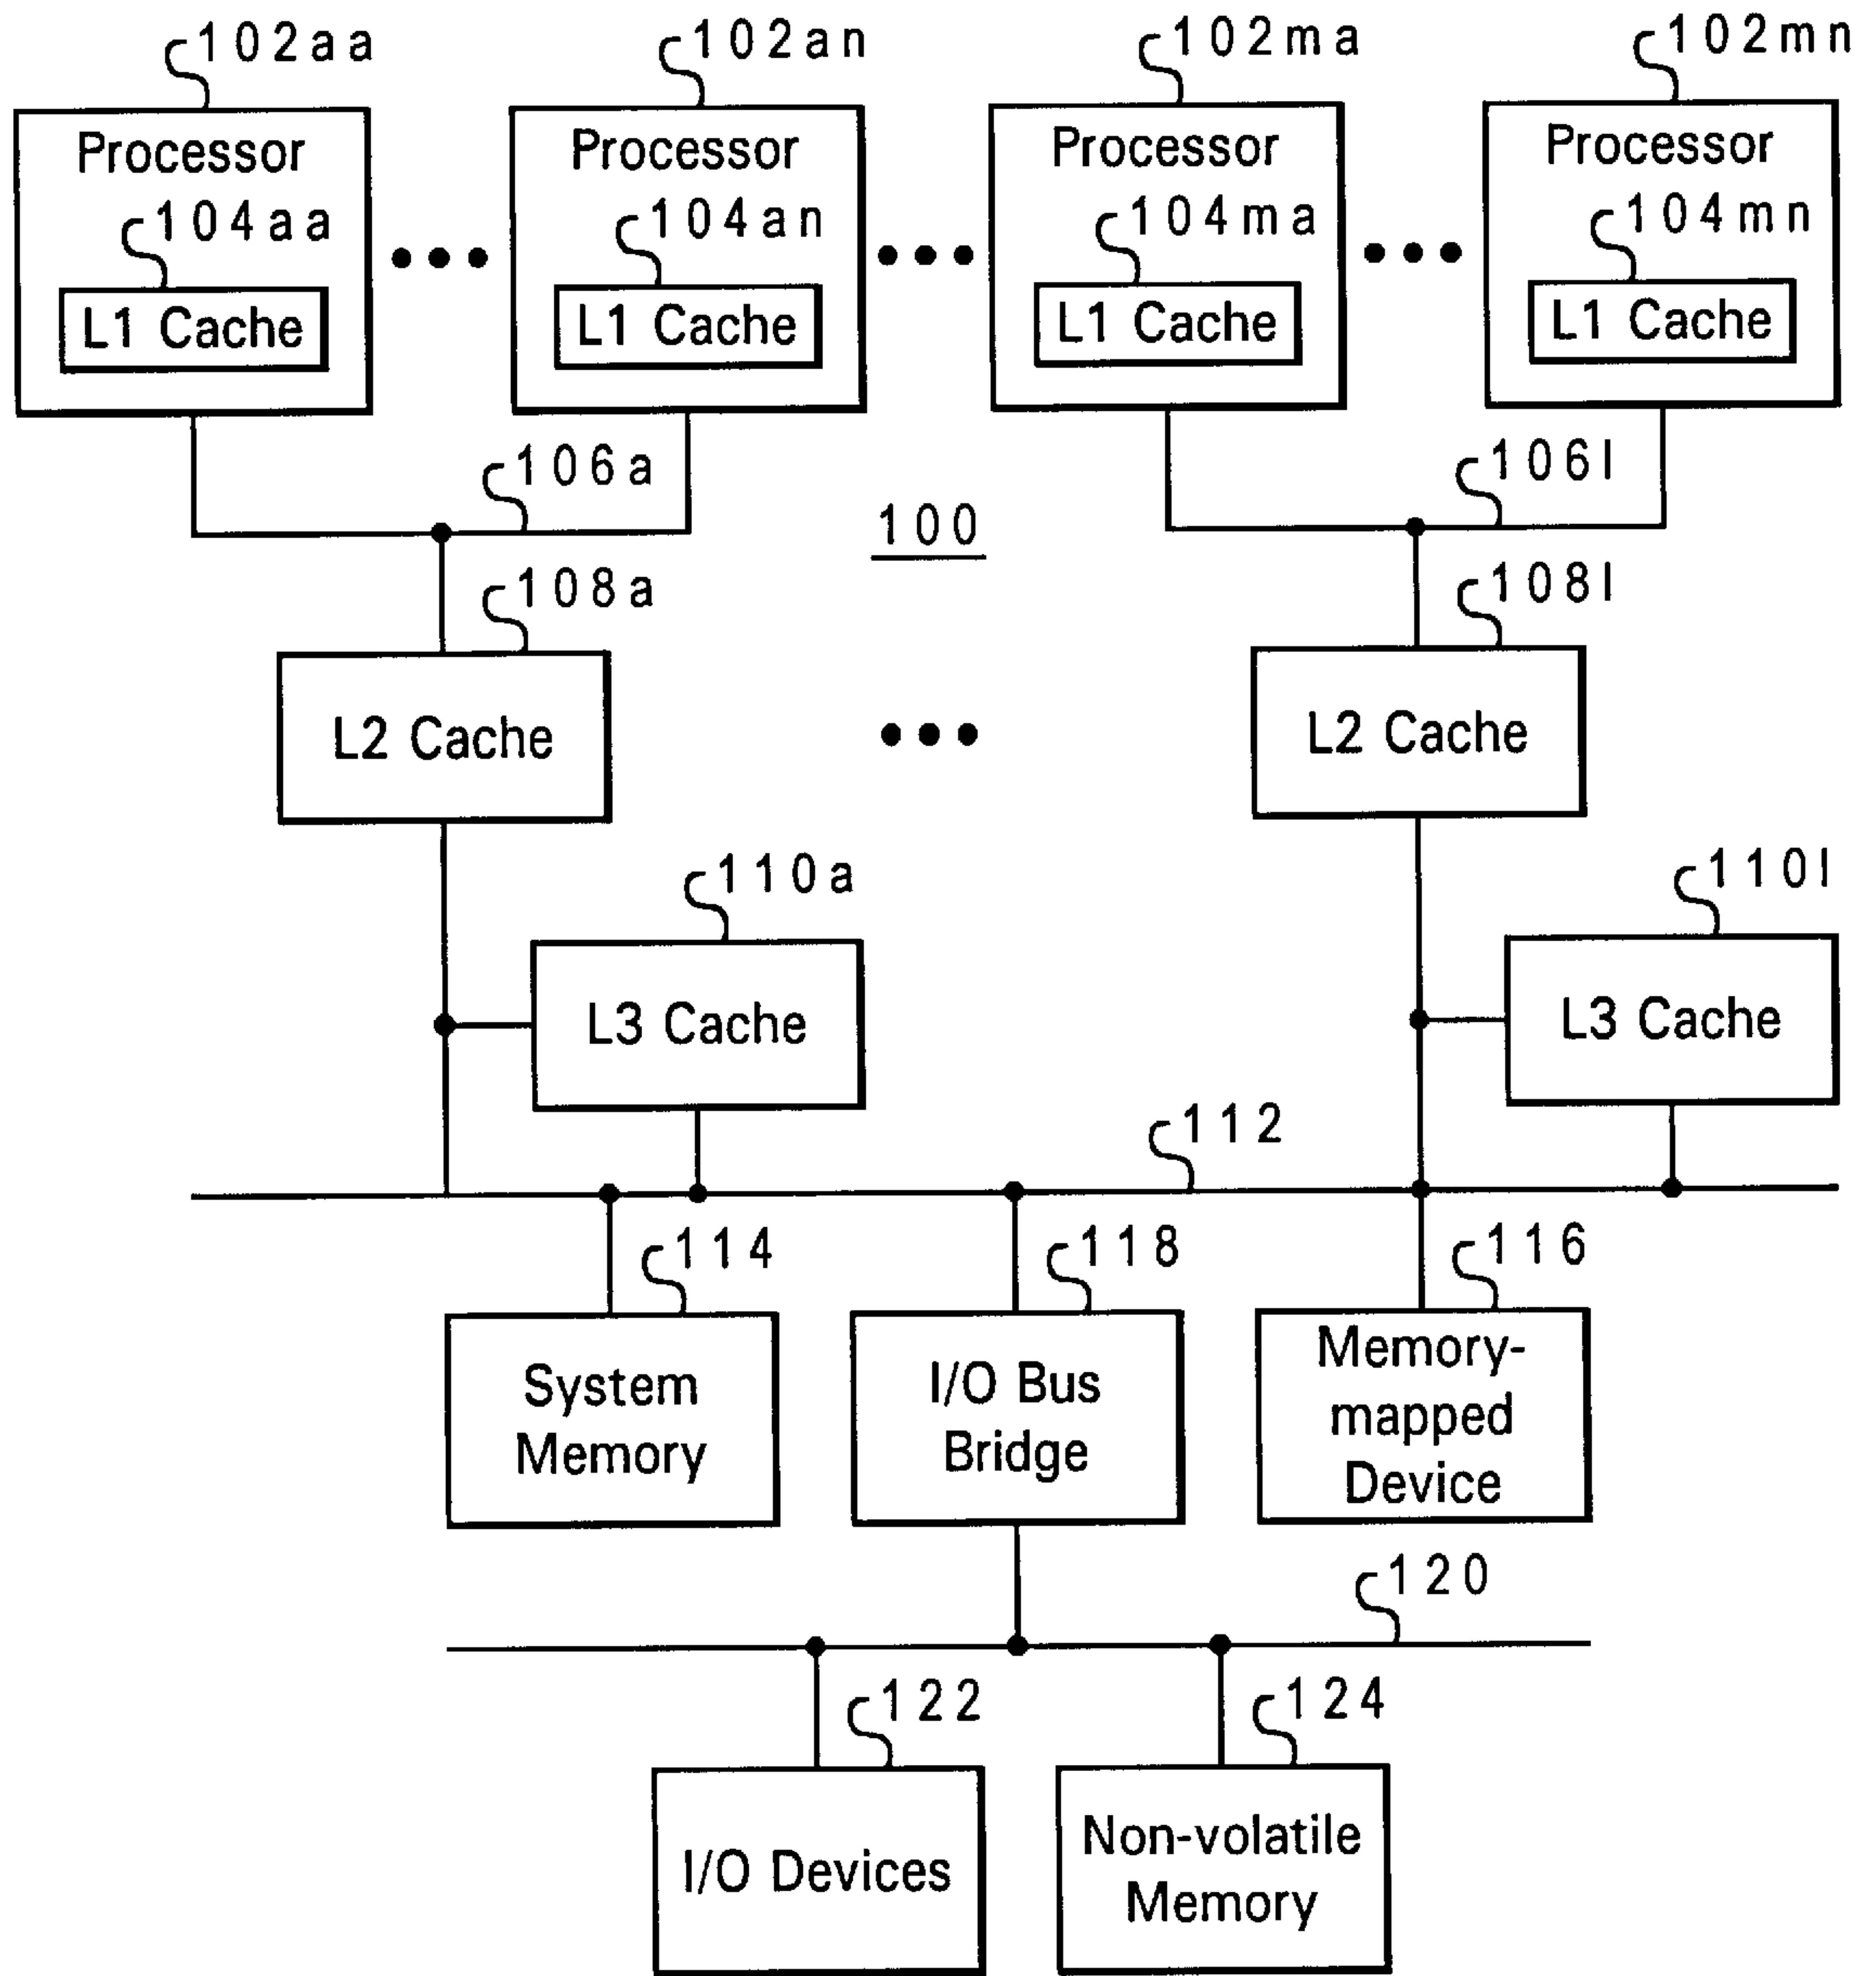 102aa
102an
102ma
102mn
Processor
Processor
Processor
Processor
104aa
104an
104ma
104mn
L1 Cache
L1 Cache
L1 Cache
L1 Cache
106a
106l
100
108a
108l
L2 Cache
L2 Cache
110a
110l
L3 Cache
L3 Cache
112
114
118
116
System
Memory
I/O Bus
Bridge
Memory-
mapped
Device
120
122
124
I/O Devices
Non-volatile
Memory